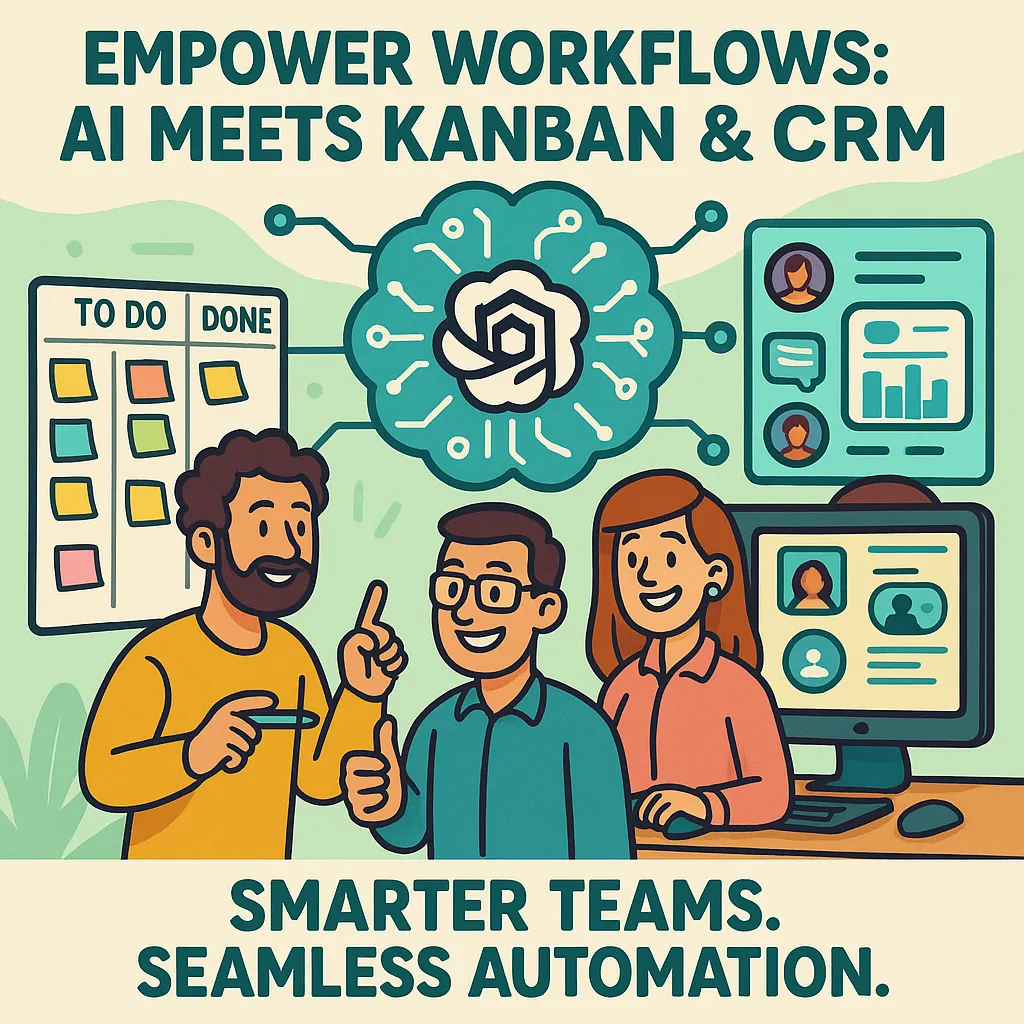 EMPOWER WORKFLOWS:
AI MEETS KANBAN & CRM
TO DO
DONE
SMARTER TEAMS.
SEAMLESS AUTOMATION.